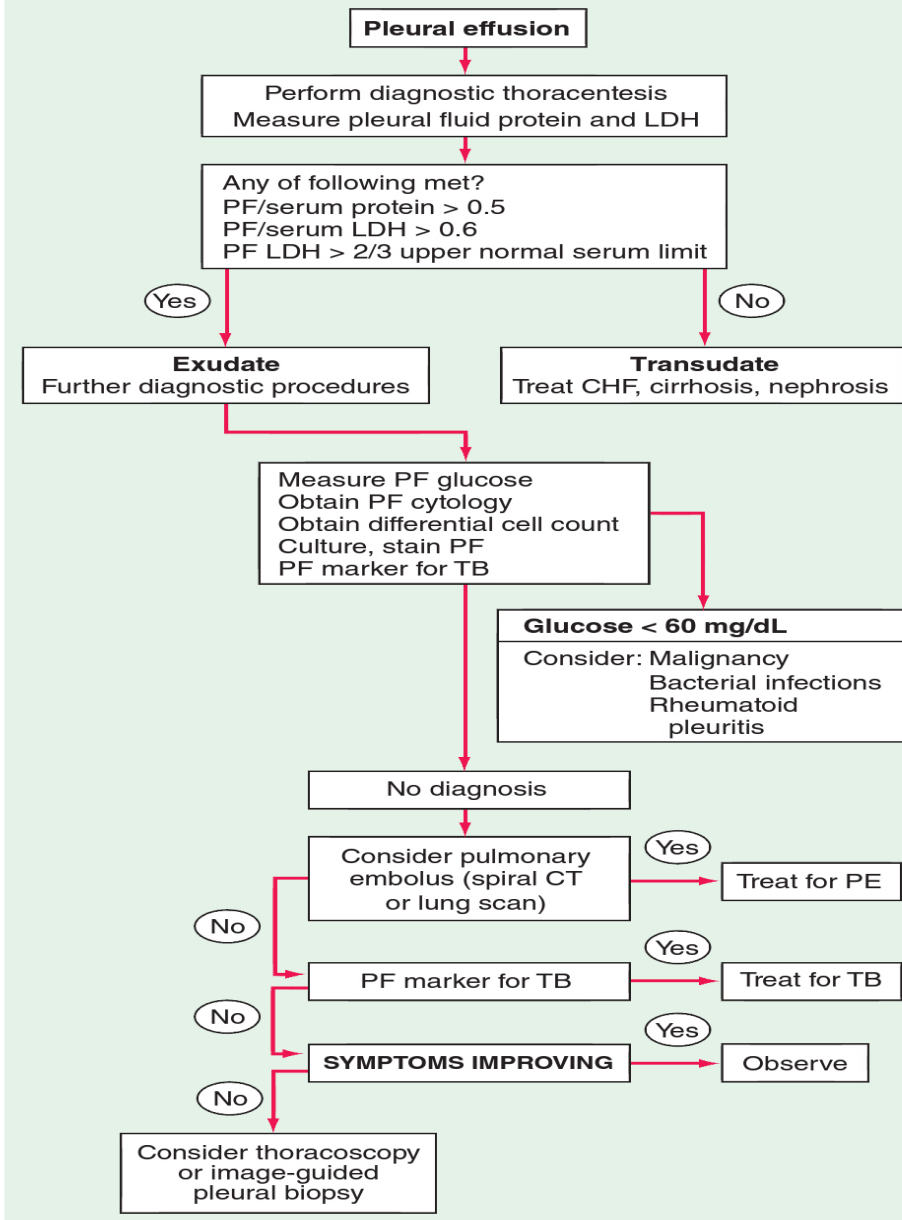 Pleural effusion
Perform diagnostic thoracentesis
Measure pleural fluid protein and LDH
Any of following met?
PF/serum protein > 0.5
PF/serum LDH > 0.6
PF LDH > 2/3 upper normal serum limit
Yes
No
Exudate
Further diagnostic procedures
Transudate
Treat CHF, cirrhosis, nephrosis
Measure PF glucose
Obtain PF cytology
Obtain differential cell count
Culture, stain PF
PF marker for TB
Glucose < 60 mg/dL
Consider: Malignancy
Bacterial infections
Rheumatoid
pleuritis
No diagnosis
Consider pulmonary
embolus (spiral CT
or lung scan)
Yes
Treat for PE
No
PF marker for TB
Yes
Treat for TB
No
SYMPTOMS IMPROVING
Yes
Observe
No
Consider thoracoscopy
or image-guided
pleural biopsy